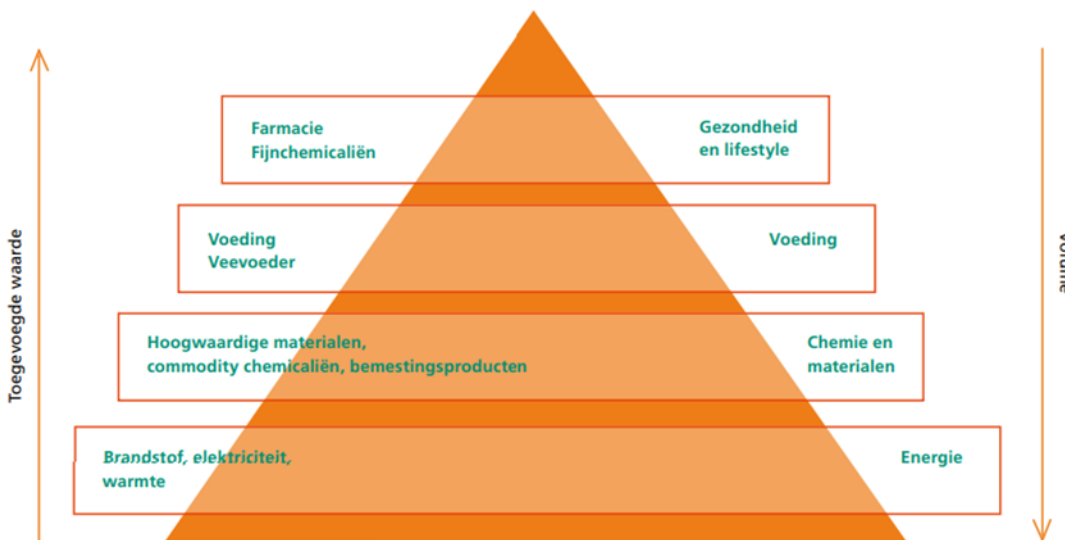 Farmacie
Fijnchemicaliën
Gezondheid
en lifestyle
Voeding
Veevoeder
Voeding
Hoogwaardige materialen,
commodity chemicaliën, bemestingsproducten
Chemie en
materialen
Brandstof, elektriciteit,
warmte
Energie
Toegevoegde waarde